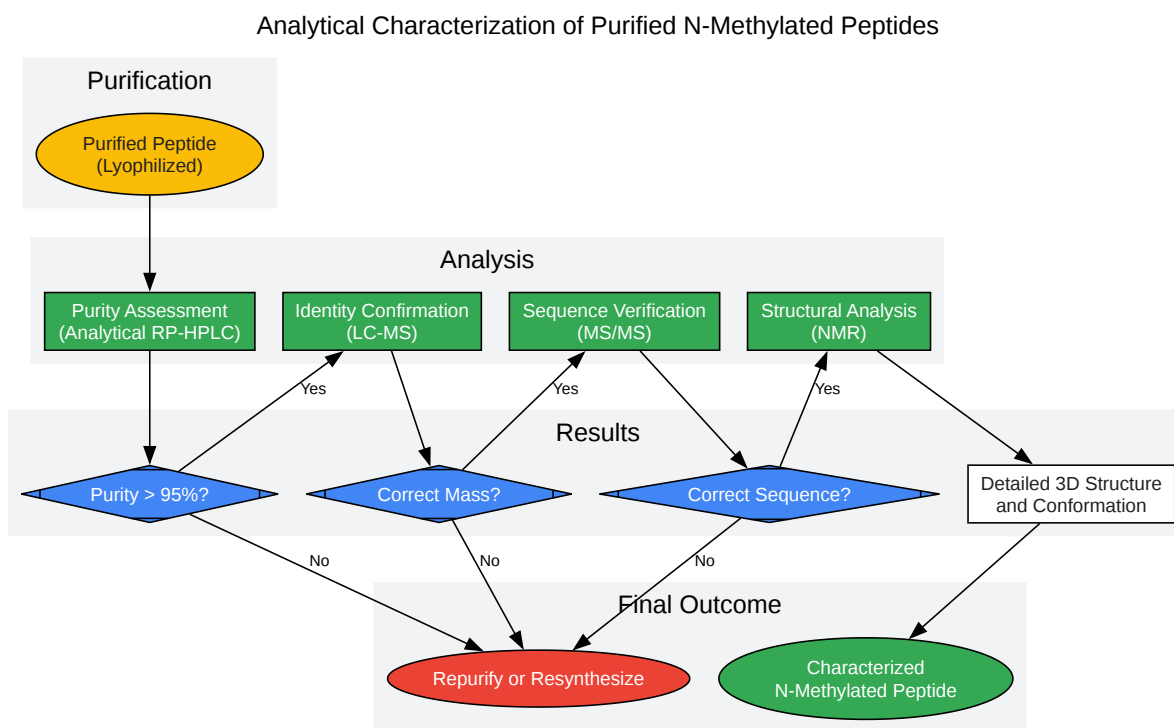 Analytical Characterization of Purified N-Methylated Peptides
Purification
Purified Peptide
(Lyophilized)
Analysis
Purity Assessment
(Analytical RP-HPLC)
Identity Confirmation
(LC-MS)
Sequence Verification
(MS/MS)
Structural Analysis
(NMR)
Yes
Yes
Yes
Results
Purity > 95%?
Correct Mass?
Correct Sequence?
Detailed 3D Structure
and Conformation
No
No
No
Final Outcome
Repurify or Resynthesize
Characterized
N-Methylated Peptide